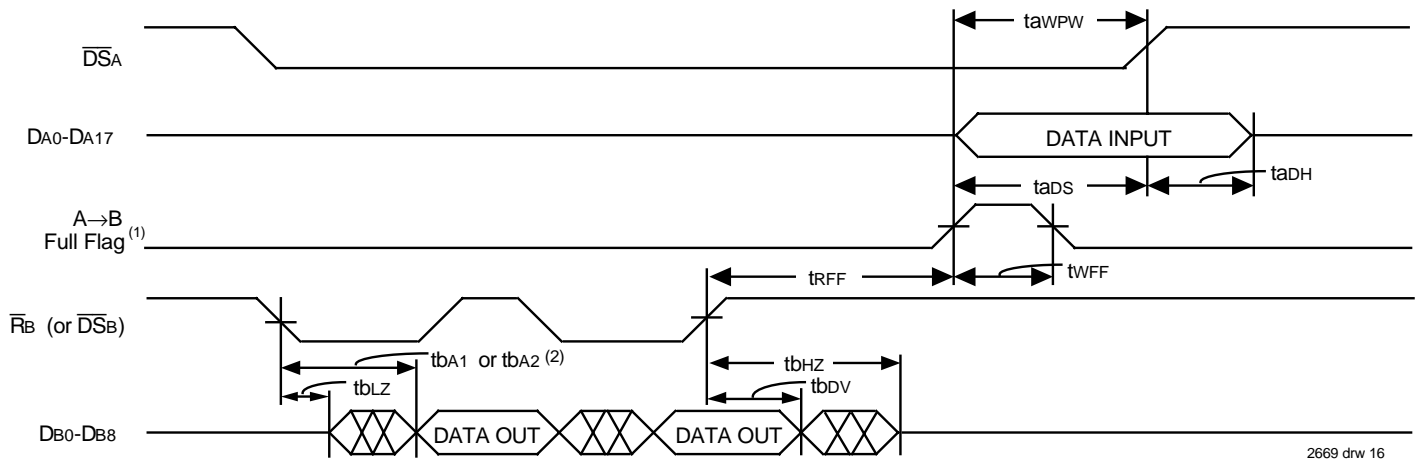 taWPW
DSA
DA0-DA17
DATA INPUT
taDS
taDH
A→B
Full Flag (1)
tRFF
tWFF
RB (or DSB)
tbA1 or tbA2 (2)
tbHZ
tbLZ
tbDV
DB0-DB8
DATA OUT
DATA OUT
2669 drw 16